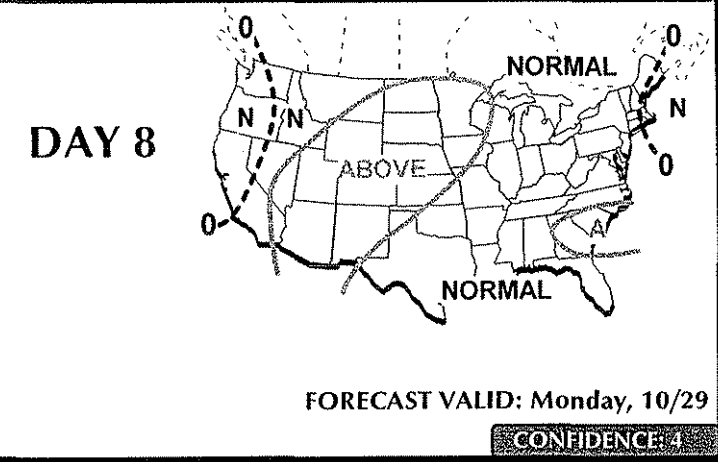 0
0
NORMAL
N
N
N
DAY 8
ABOVE
0
0
A
NORMAL
FORECAST VALID: Monday, 10/29
CONFIDENCE: 4